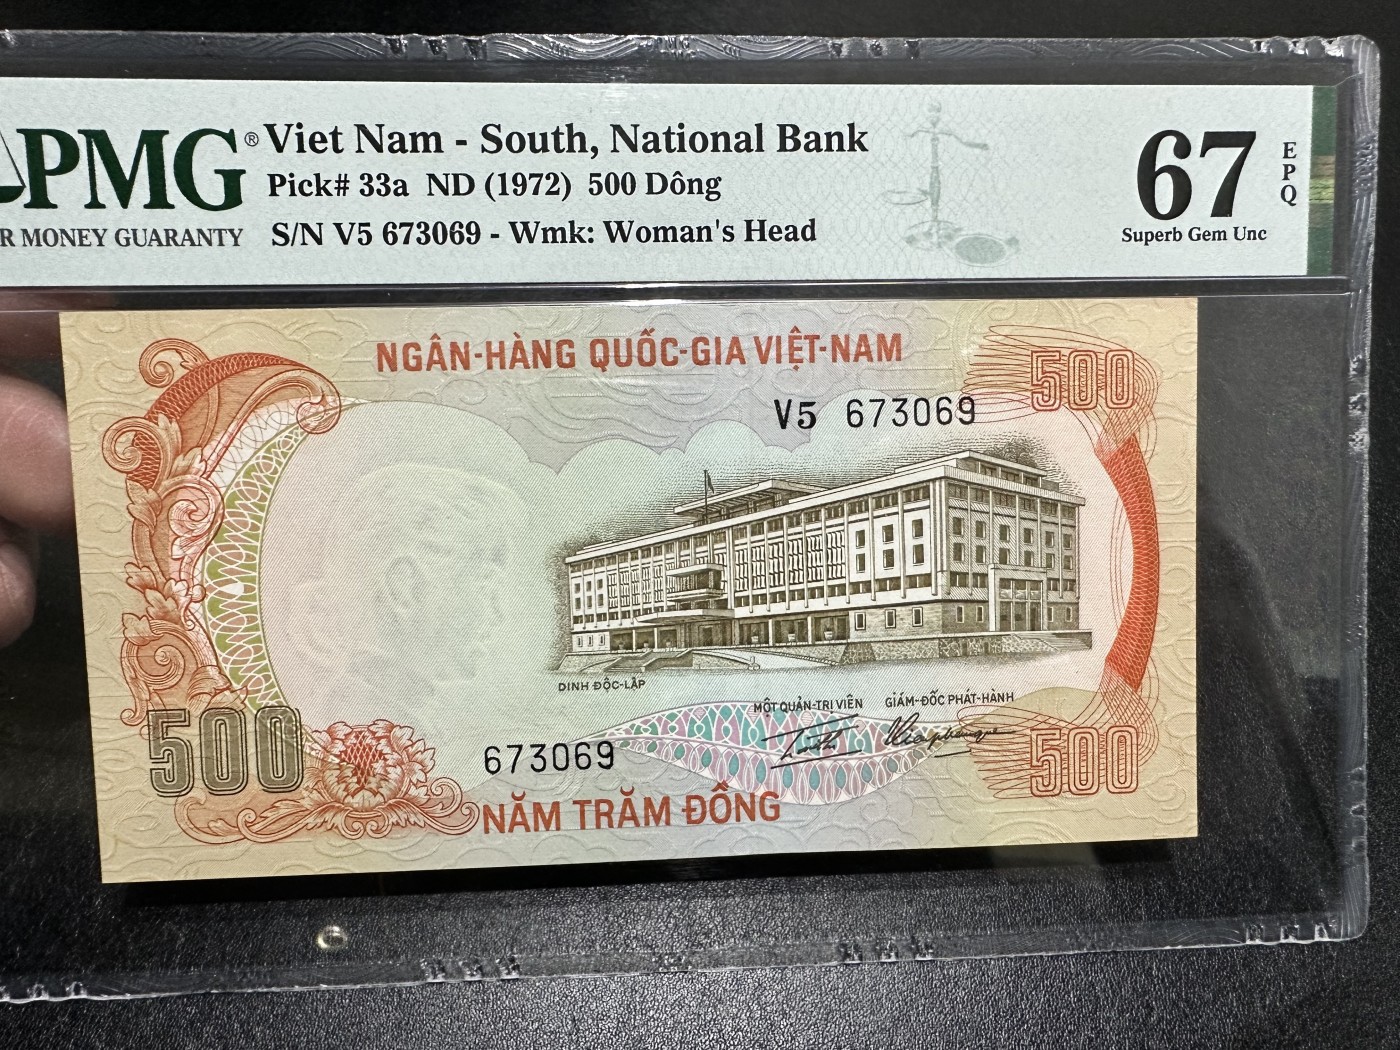 PMG®
R MONEY GUARANTY
Viet Nam - South, National Bank
Pick# 33a ND (1972) 500 Dông
S/N V5 673069 - Wmk: Woman's Head
67
EPQ
Superb Gem Unc
NGÂN-HÀNG QUỐC-GIA VIỆT-NAM
500
V5 673069
DINH ĐỘC-LẬP
MỘT QUẢN-TRỊ VIÊN GIÁM-ĐỐC PHÁT-HÀNH
500
673069
500
NĂM TRĂM ĐỒNG